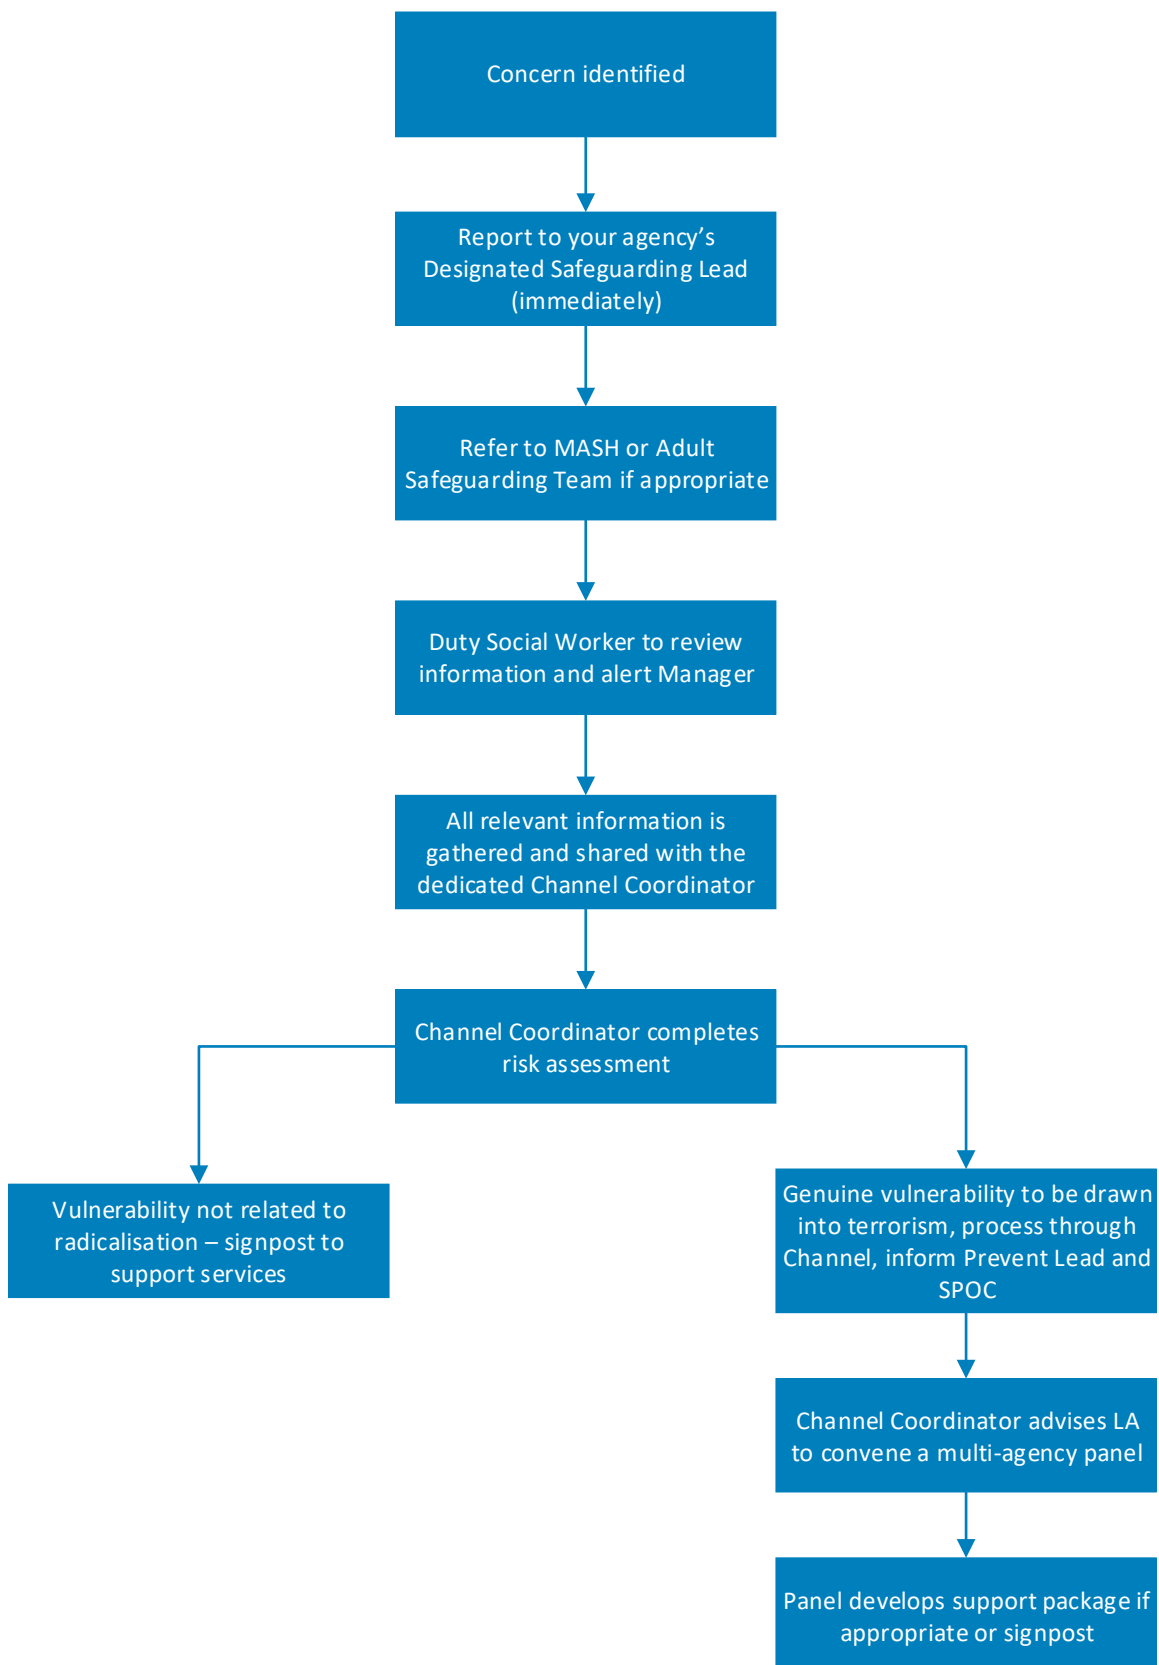 Concern identified
Report to your agency’s
Designated Safeguarding Lead
(immediately)
Refer to MASH or Adult
Safeguarding Team if appropriate
Duty Social Worker to review
information and alert Manager
All relevant information is
gathered and shared with the
dedicated Channel Coordinator
Channel Coordinator completes
risk assessment
Vulnerability not related to
radicalisation – signpost to
support services
Genuine vulnerability to be drawn
into terrorism, process through
Channel, inform Prevent Lead and
SPOC
Channel Coordinator advises LA
to convene a multi-agency panel
Panel develops support package if
appropriate or signpost